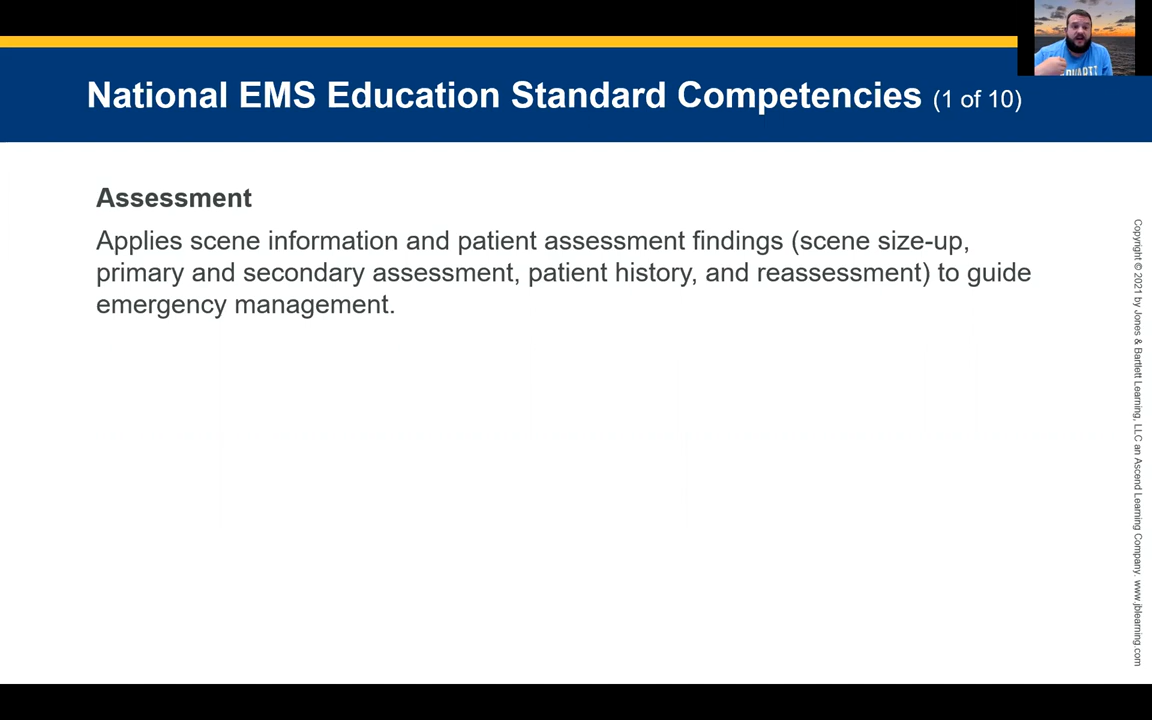 National EMS Education Standard Competencies (1 of 10)
Assessment
Applies scene information and patient assessment findings (scene size-up,
primary and secondary assessment, patient history, and reassessment) to guide
emergency management.
Copyright © 2021 by Jones & Bartlett Learning, LLC an Ascend Learning Company. www.jblearning.com